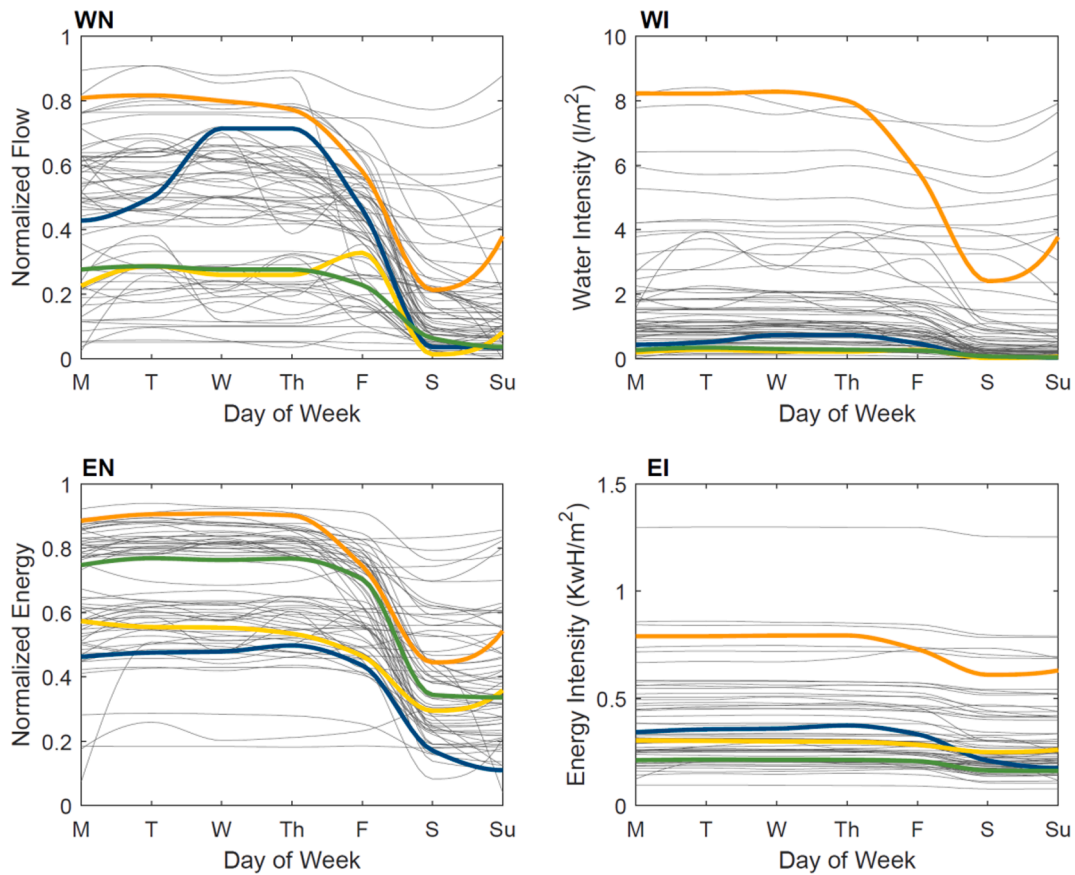 WN
1
0.8
0.6
0.4
0.2
0
Normalized Flow
M T W Th F S Su
Day of Week
WI
10
8
6
4
2
0
Water Intensity (l/m²)
M T W Th F S Su
Day of Week
EN
1
0.8
0.6
0.4
0.2
0
Normalized Energy
M T W Th F S Su
Day of Week
EI
1.5
1
0.5
0
Energy Intensity (KwH/m²)
M T W Th F S Su
Day of Week